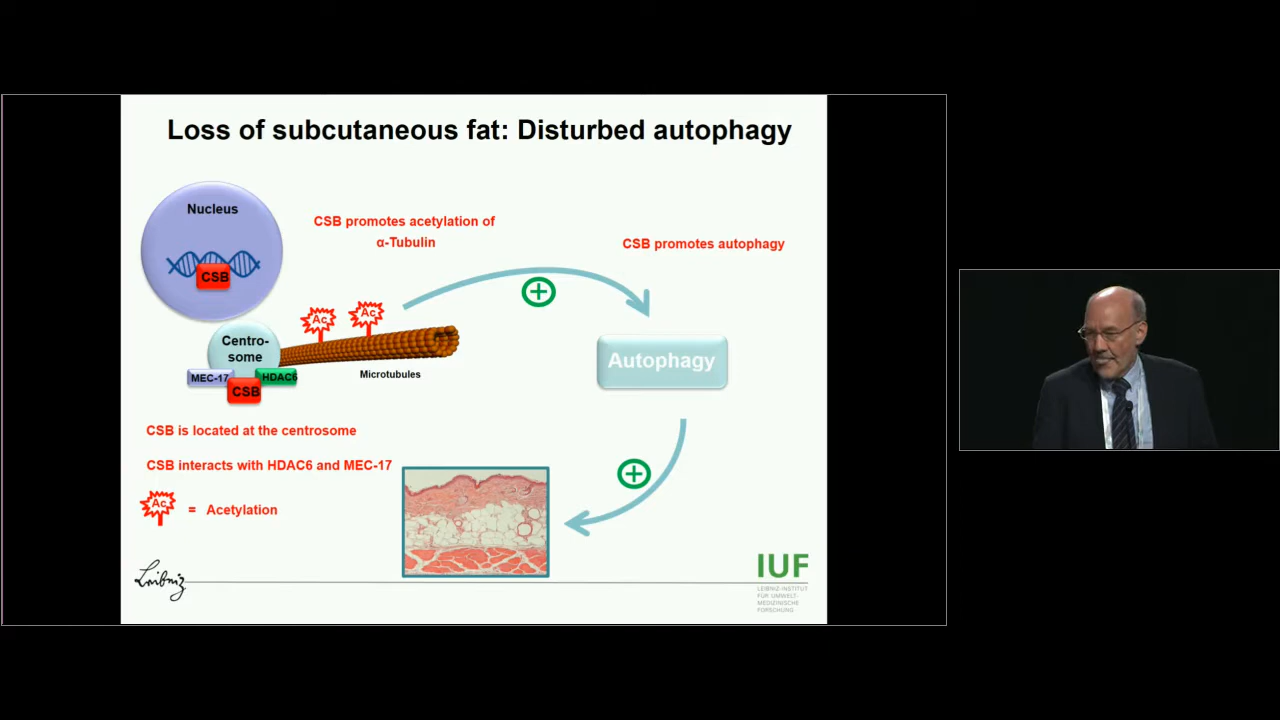 Loss of subcutaneous fat: Disturbed autophagy
Nucleus
CSB
CSB promotes acetylation of
α-Tubulin
CSB promotes autophagy
Ac
Ac
Centro-
some
MEC-17
HDAC6
CSB
Microtubules
Autophagy
CSB is located at the centrosome
CSB interacts with HDAC6 and MEC-17
Ac
= Acetylation
Leibniz
IUF
LEIBNIZ-INSTITUT
FÜR UMWELT-
MEDIZINISCHE
FORSCHUNG